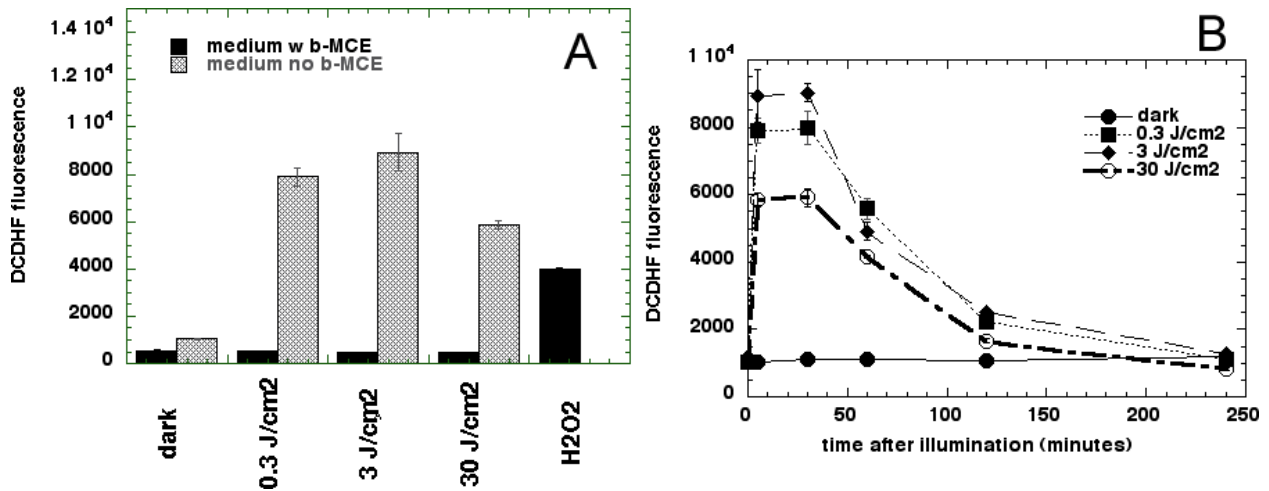 A
1.4 10⁴
1.2 10⁴
1 10⁴
8000
6000
4000
2000
0
DCDHF fluorescence
medium w b-MCE
medium no b-MCE
dark
0.3 J/cm2
3 J/cm2
30 J/cm2
H2O2
B
1 10⁴
8000
6000
4000
2000
0
DCDHF fluorescence
dark
0.3 J/cm2
3 J/cm2
30 J/cm2
0 50 100 150 200 250
time after illumination (minutes)